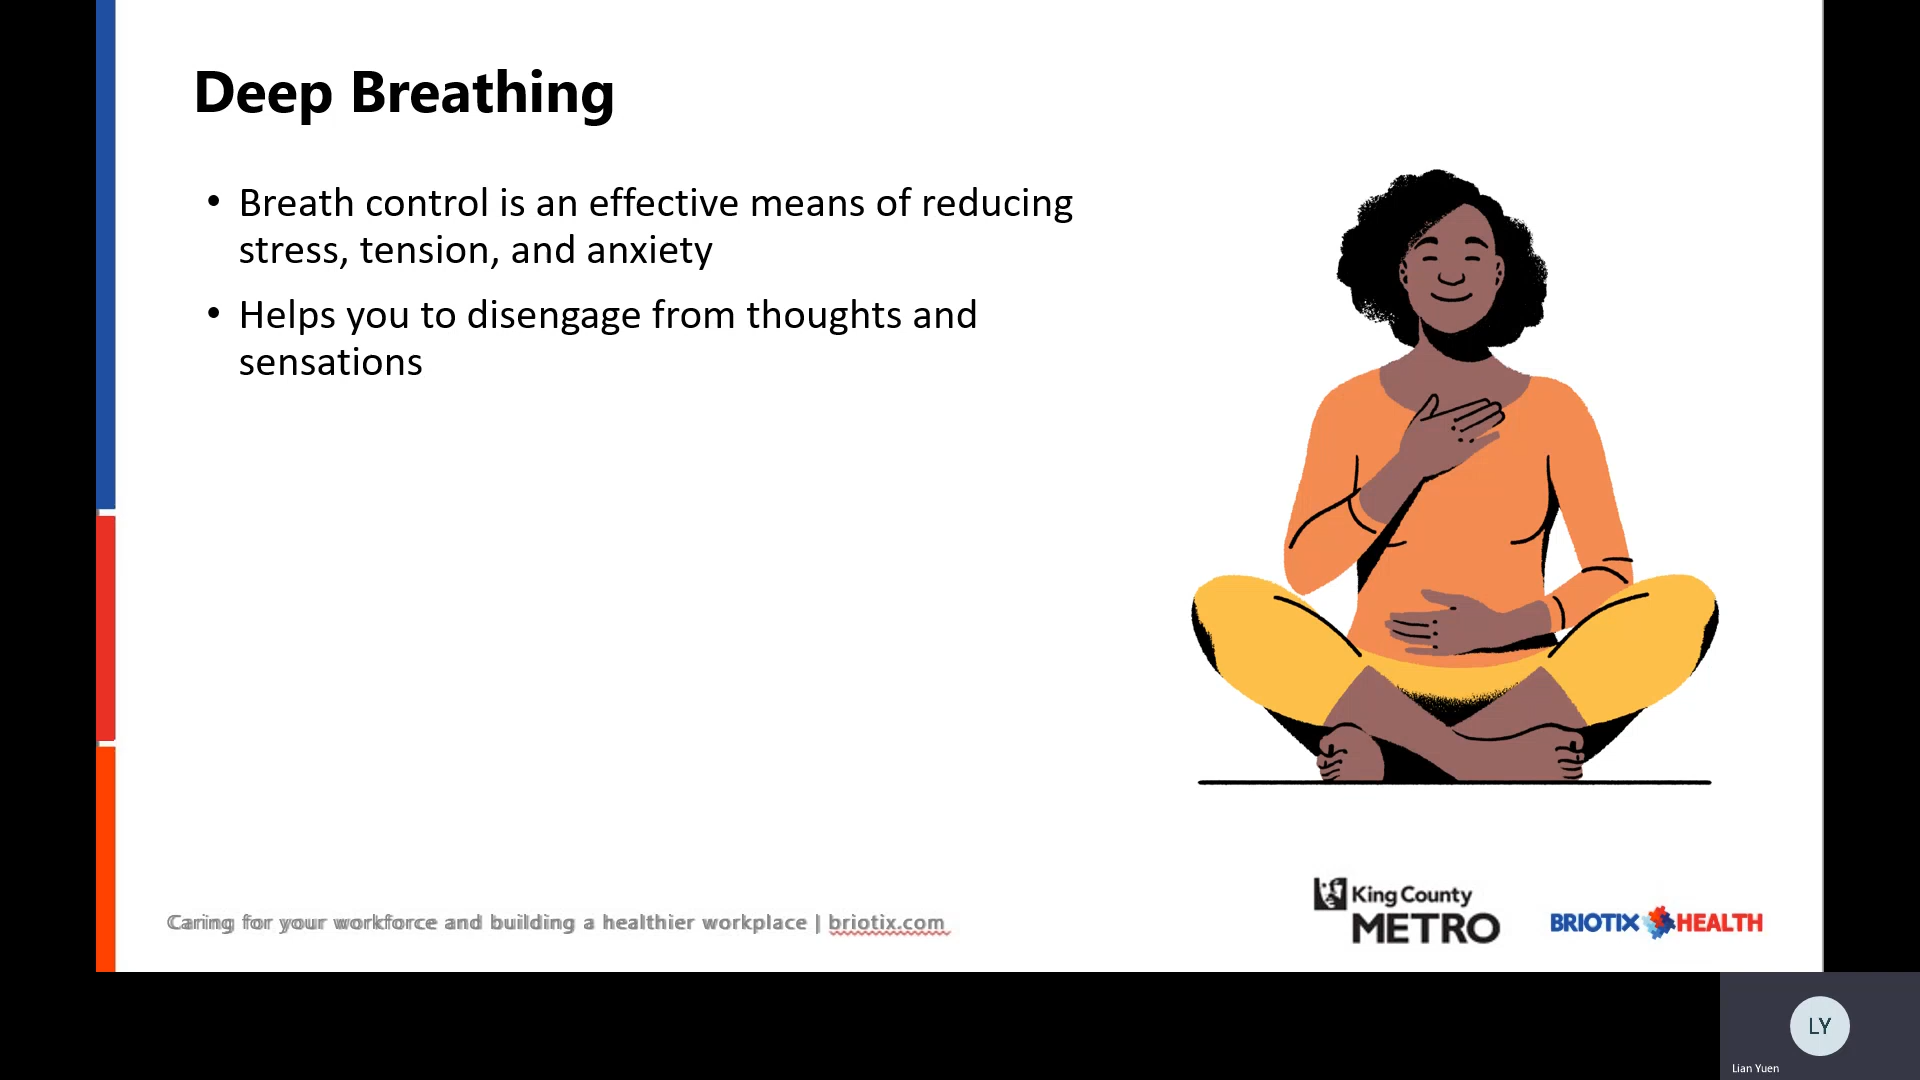 Deep Breathing
• Breath control is an effective means of reducing
stress, tension, and anxiety
• Helps you to disengage from thoughts and
sensations
Caring for your workforce and building a healthier workplace | briotix.com
King County
METRO
BRIOTIX HEALTH
LY
Lian Yuen